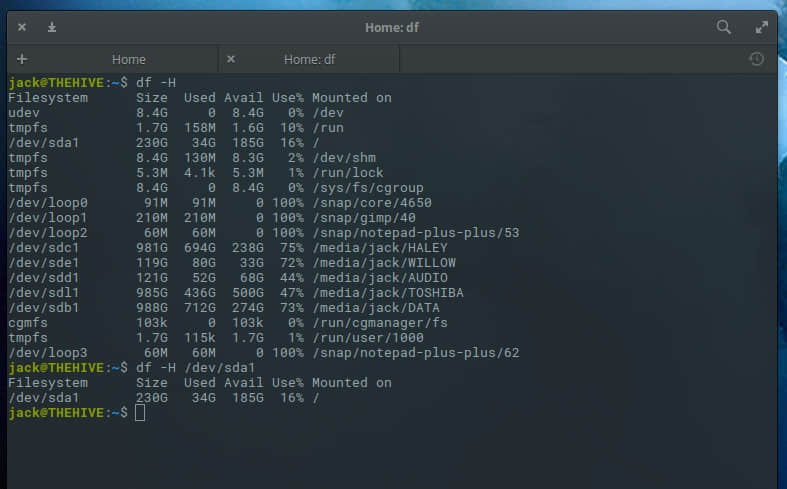 Home: df
Home
Home: df
jack@THEHIVE:~$ df -H
Filesystem      Size  Used Avail Use% Mounted on
udev            8.4G     0  8.4G   0% /dev
tmpfs           1.7G  158M  1.6G  10% /run
/dev/sda1       230G   34G  185G  16% /
tmpfs           8.4G  130M  8.3G   2% /dev/shm
tmpfs           5.3M  4.1k  5.3M   1% /run/lock
tmpfs           8.4G     0  8.4G   0% /sys/fs/cgroup
/dev/loop0       91M   91M     0 100% /snap/core/4650
/dev/loop1      210M  210M     0 100% /snap/gimp/40
/dev/loop2       60M   60M     0 100% /snap/notepad-plus-plus/53
/dev/sdc1       981G  694G  238G  75% /media/jack/HALEY
/dev/sde1       119G   80G   33G  72% /media/jack/WILLOW
/dev/sdd1       121G   52G   68G  44% /media/jack/AUDIO
/dev/sdl1       985G  436G  500G  47% /media/jack/TOSHIBA
/dev/sdb1       988G  712G  274G  73% /media/jack/DATA
cgmfs           103k     0  103k   0% /run/cgmanager/fs
tmpfs           1.7G  115k  1.7G   1% /run/user/1000
/dev/loop3       60M   60M     0 100% /snap/notepad-plus-plus/62
jack@THEHIVE:~$ df -H /dev/sda1
Filesystem      Size  Used Avail Use% Mounted on
/dev/sda1       230G   34G  185G  16% /
jack@THEHIVE:~$